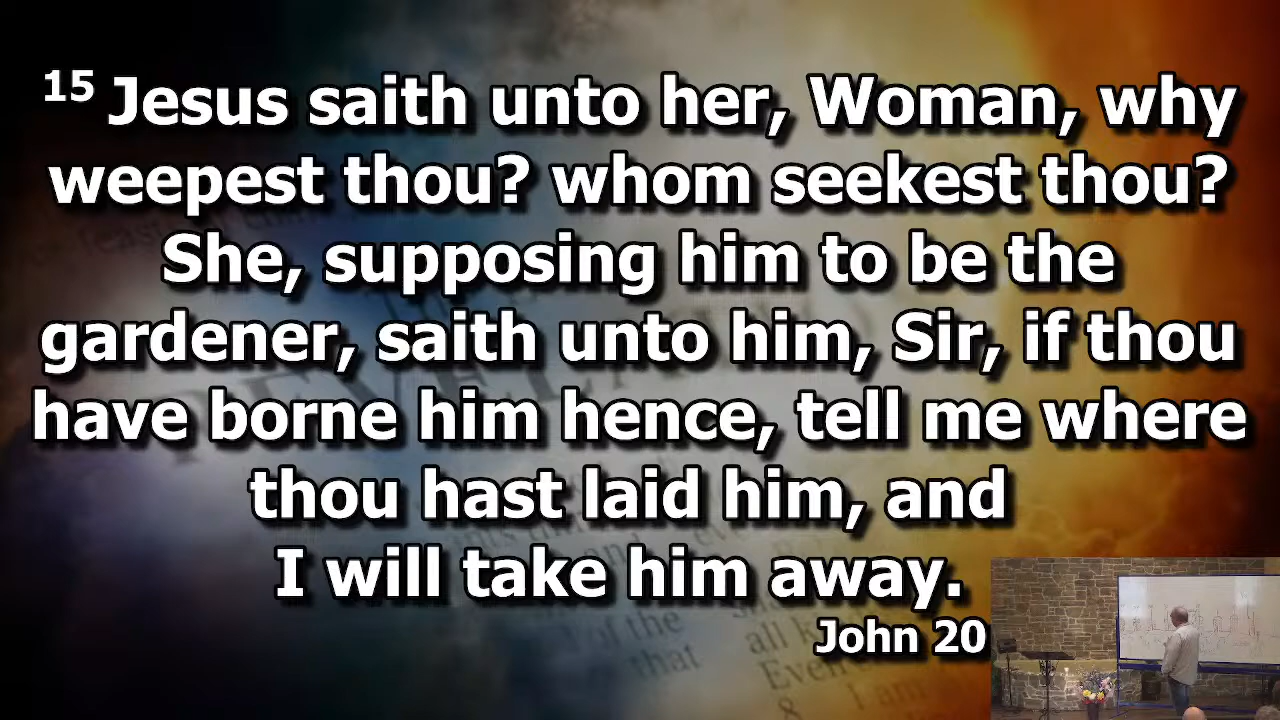 15 Jesus saith unto her, Woman, why
weepest thou? whom seekest thou?
She, supposing him to be the
gardener, saith unto him, Sir, if thou
have borne him hence, tell me where
thou hast laid him, and
I will take him away.
John 20